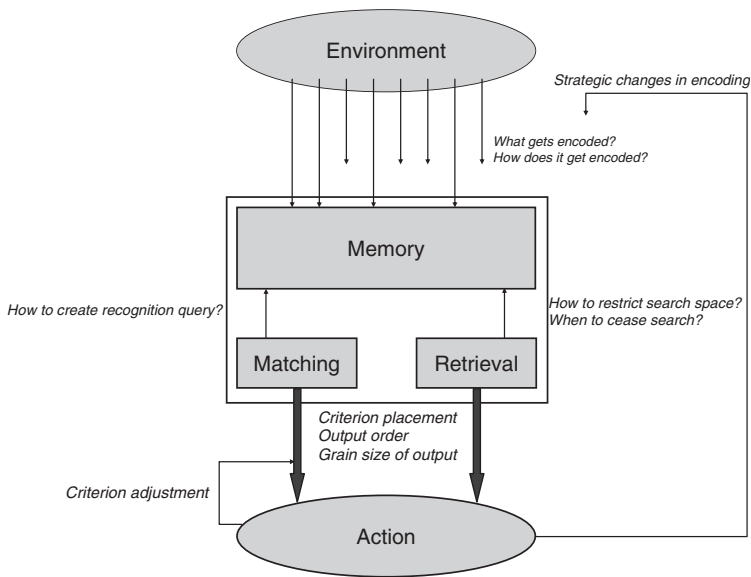 Environment
Strategic changes in encoding
What gets encoded?
How does it get encoded?
Memory
How to create recognition query?
How to restrict search space?
When to cease search?
Matching
Retrieval
Criterion placement
Output order
Grain size of output
Criterion adjustment
Action